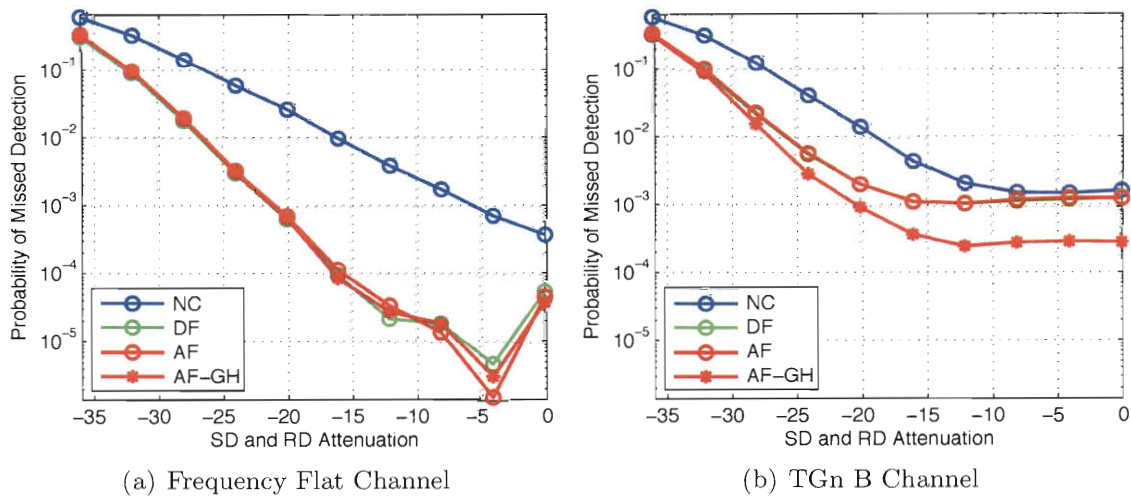 Probability of Missed Detection
10^-1
10^-2
10^-3
10^-4
10^-5
NC
DF
AF
AF-GH
-35 -30 -25 -20 -15 -10 -5 0
SD and RD Attenuation
(a) Frequency Flat Channel
Probability of Missed Detection
10^-1
10^-2
10^-3
10^-4
10^-5
NC
DF
AF
AF-GH
-35 -30 -25 -20 -15 -10 -5 0
SD and RD Attenuation
(b) TGn B Channel